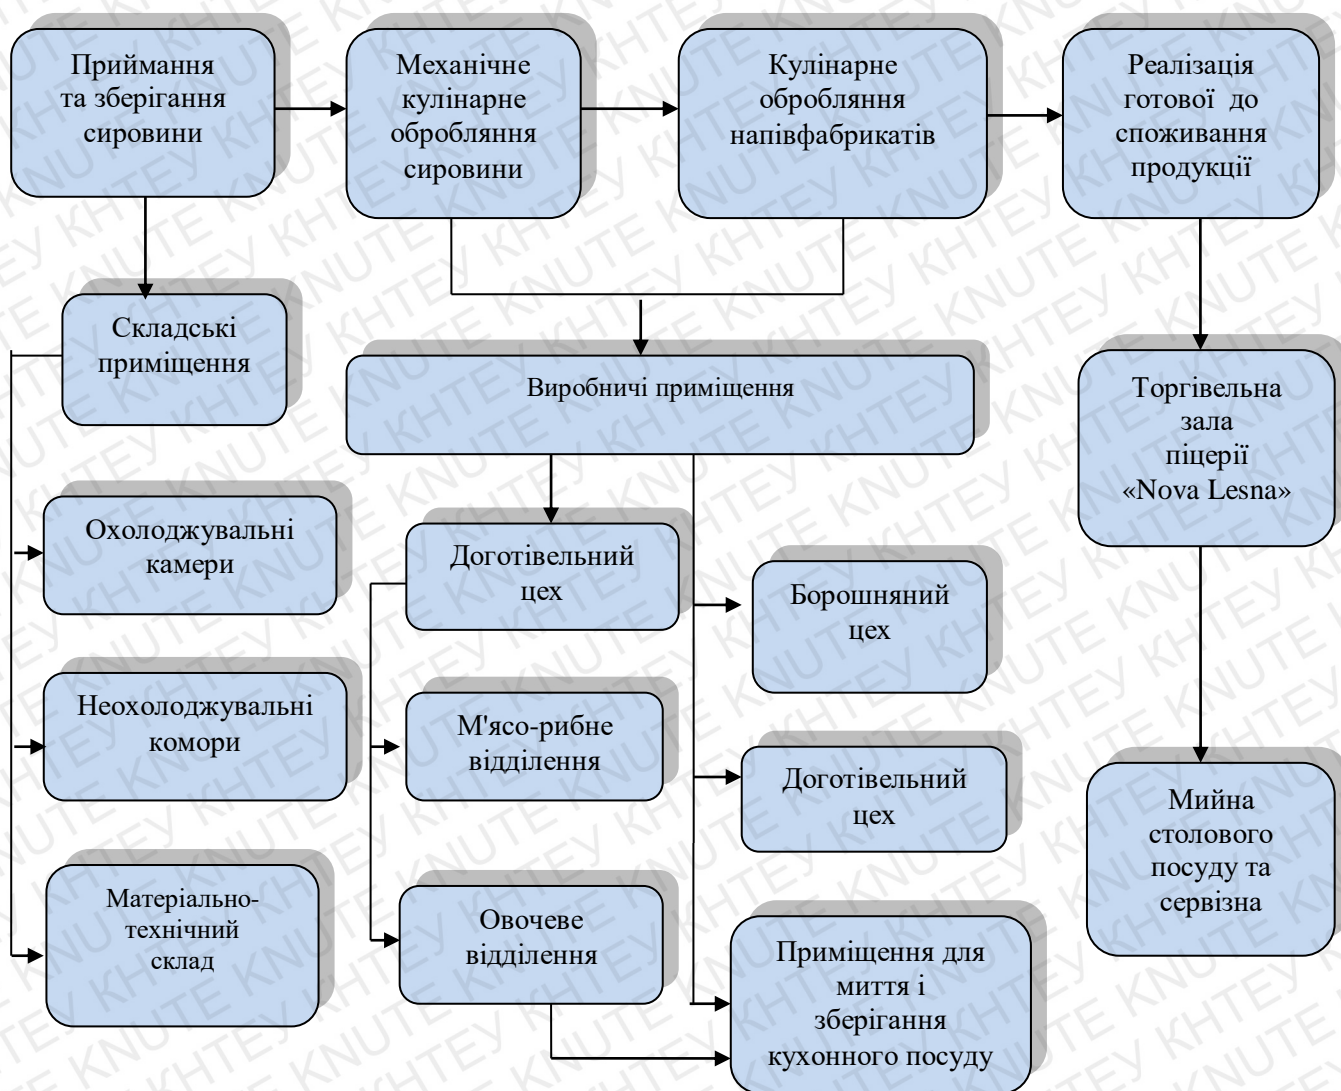 Приймання
та зберігання
сировини
Механічне
кулінарне
обробляння
сировини
Кулінарне
обробляння
напівфабрикатів
Реалізація
готової до
споживання
продукції
Складські
приміщення
Виробничі приміщення
Торгівельна
зала
піцерії
«Nova Lesna»
Охолоджувальні
камери
Доготівельний
цех
Борошняний
цех
Неохолоджувальні
комори
М'ясо-рибне
відділення
Доготівельний
цех
Мийна
столового
посуду та
сервізна
Матеріально-
технічний
склад
Овочеве
відділення
Приміщення для
миття і
зберігання
кухонного посуду